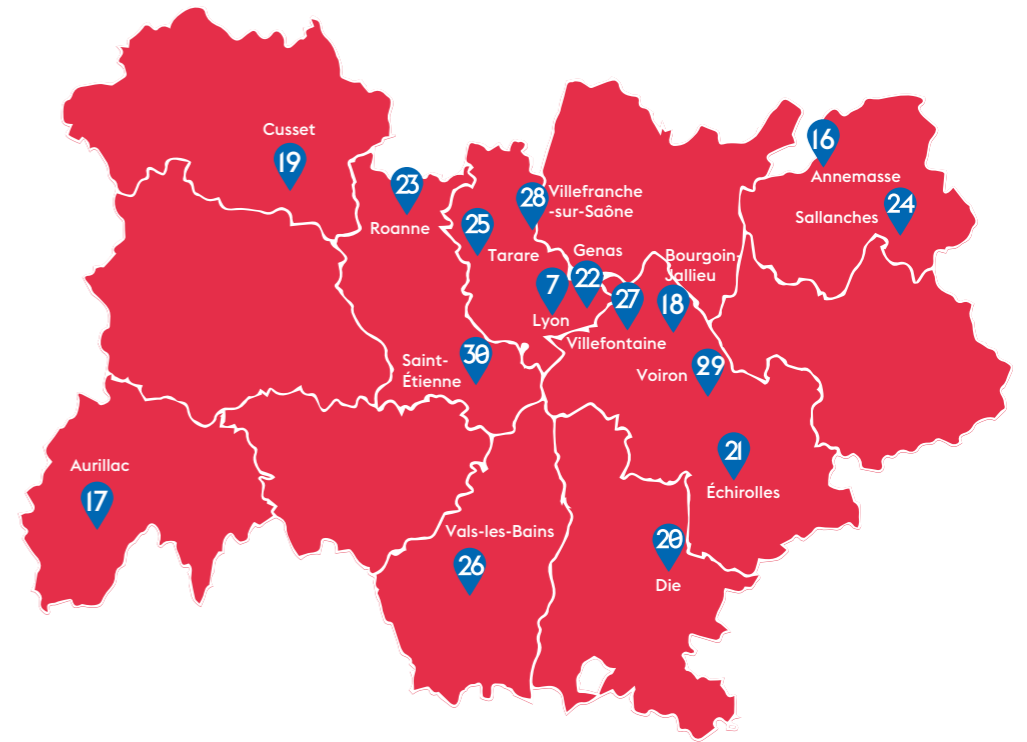 Cusset
19
23
Roanne
25
Tarare
28
Villefranche
-sur-Saône
16
Annemasse
24
Sallanches
Genas
22
7
Lyon
27
Villefontaine
Bourgoin-
Jallieu
18
Saint-
Étienne
30
Voiron
29
21
Échirolles
Aurillac
17
Vals-les-Bains
26
20
Die